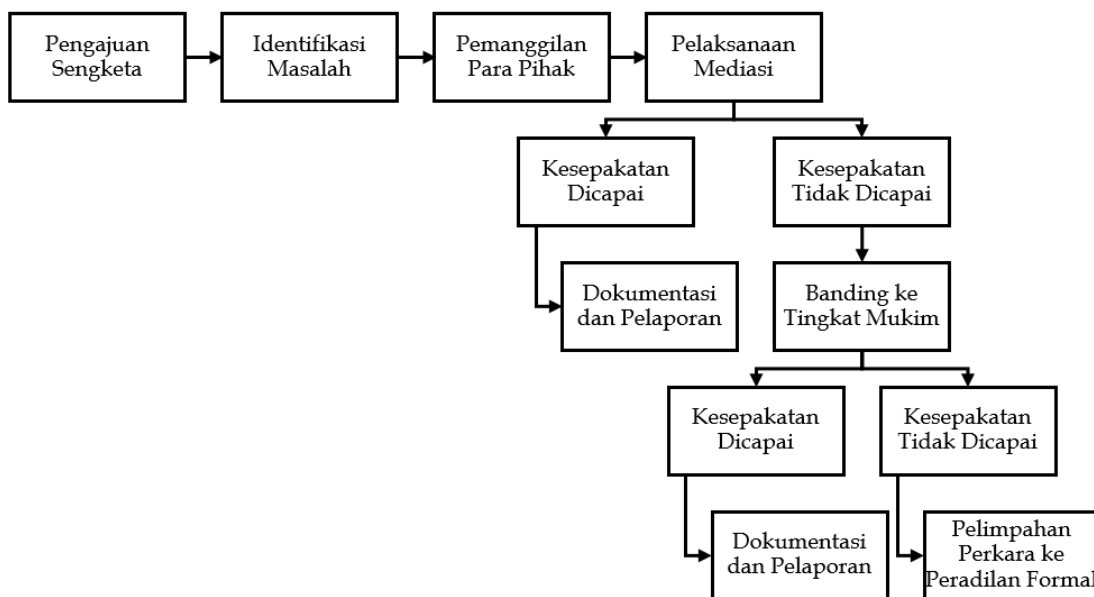 Pengajuan
Sengketa
Identifikasi
Masalah
Pemanggilan
Para Pihak
Pelaksanaan
Mediasi
Kesepakatan
Dicapai
Kesepakatan
Tidak Dicapai
Dokumentasi
dan Pelaporan
Banding ke
Tingkat Mukim
Kesepakatan
Dicapai
Kesepakatan
Tidak Dicapai
Dokumentasi
dan Pelaporan
Pelimpahan
Perkara ke
Peradilan Formal